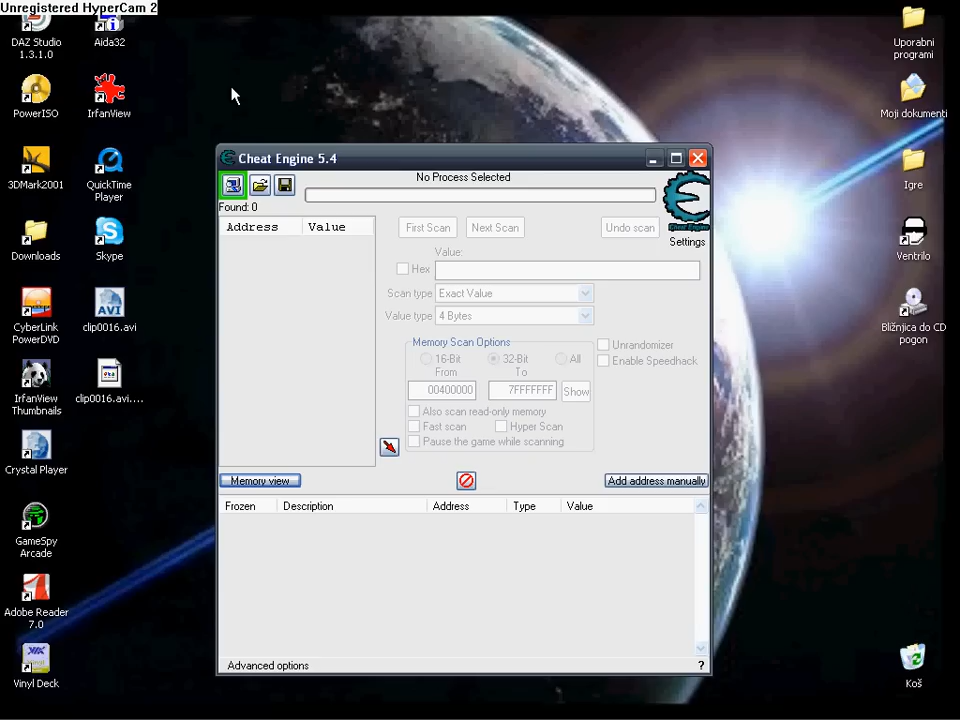 Unregistered HyperCam 2
DAZ Studio
1.3.1.0
Aida32
PowerISO
IrfanView
3DMark2001
QuickTime
Player
Downloads
Skype
CyberLink
PowerDVD
AVI
clip0016.avi
IrfanView
Thumbnails
clip0016.avi....
Crystal Player
GameSpy
Arcade
Adobe Reader
7.0
Vinyl Deck
Cheat Engine 5.4
No Process Selected
Found: 0
Address Value
First Scan Next Scan Undo scan
Cheat Engine
Settings
Value:
Hex
Scan type Exact Value
Value type 4 Bytes
Memory Scan Options
16-Bit 32-Bit All
From To
00400000 7FFFFFFF Show
Also scan read-only memory
Fast scan Hyper Scan
Pause the game while scanning
Unrandomizer
Enable Speedhack
Memory view Add address manually
Frozen Description Address Type Value
Advanced options ?
Uporabni
programi
Moji dokumenti
Igre
Ventrilo
Bližnjica do CD
pogon
Koš